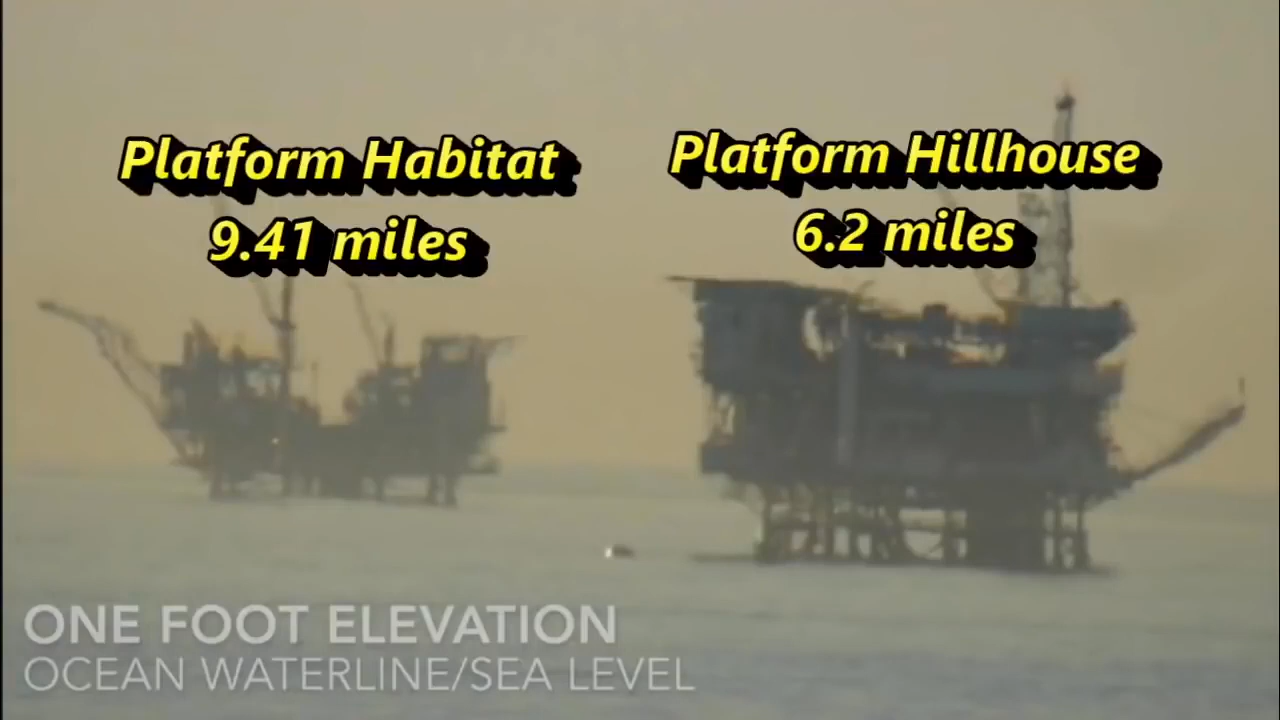 Platform Habitat
9.41 miles
Platform Hillhouse
6.2 miles
ONE FOOT ELEVATION
OCEAN WATERLINE/SEA LEVEL